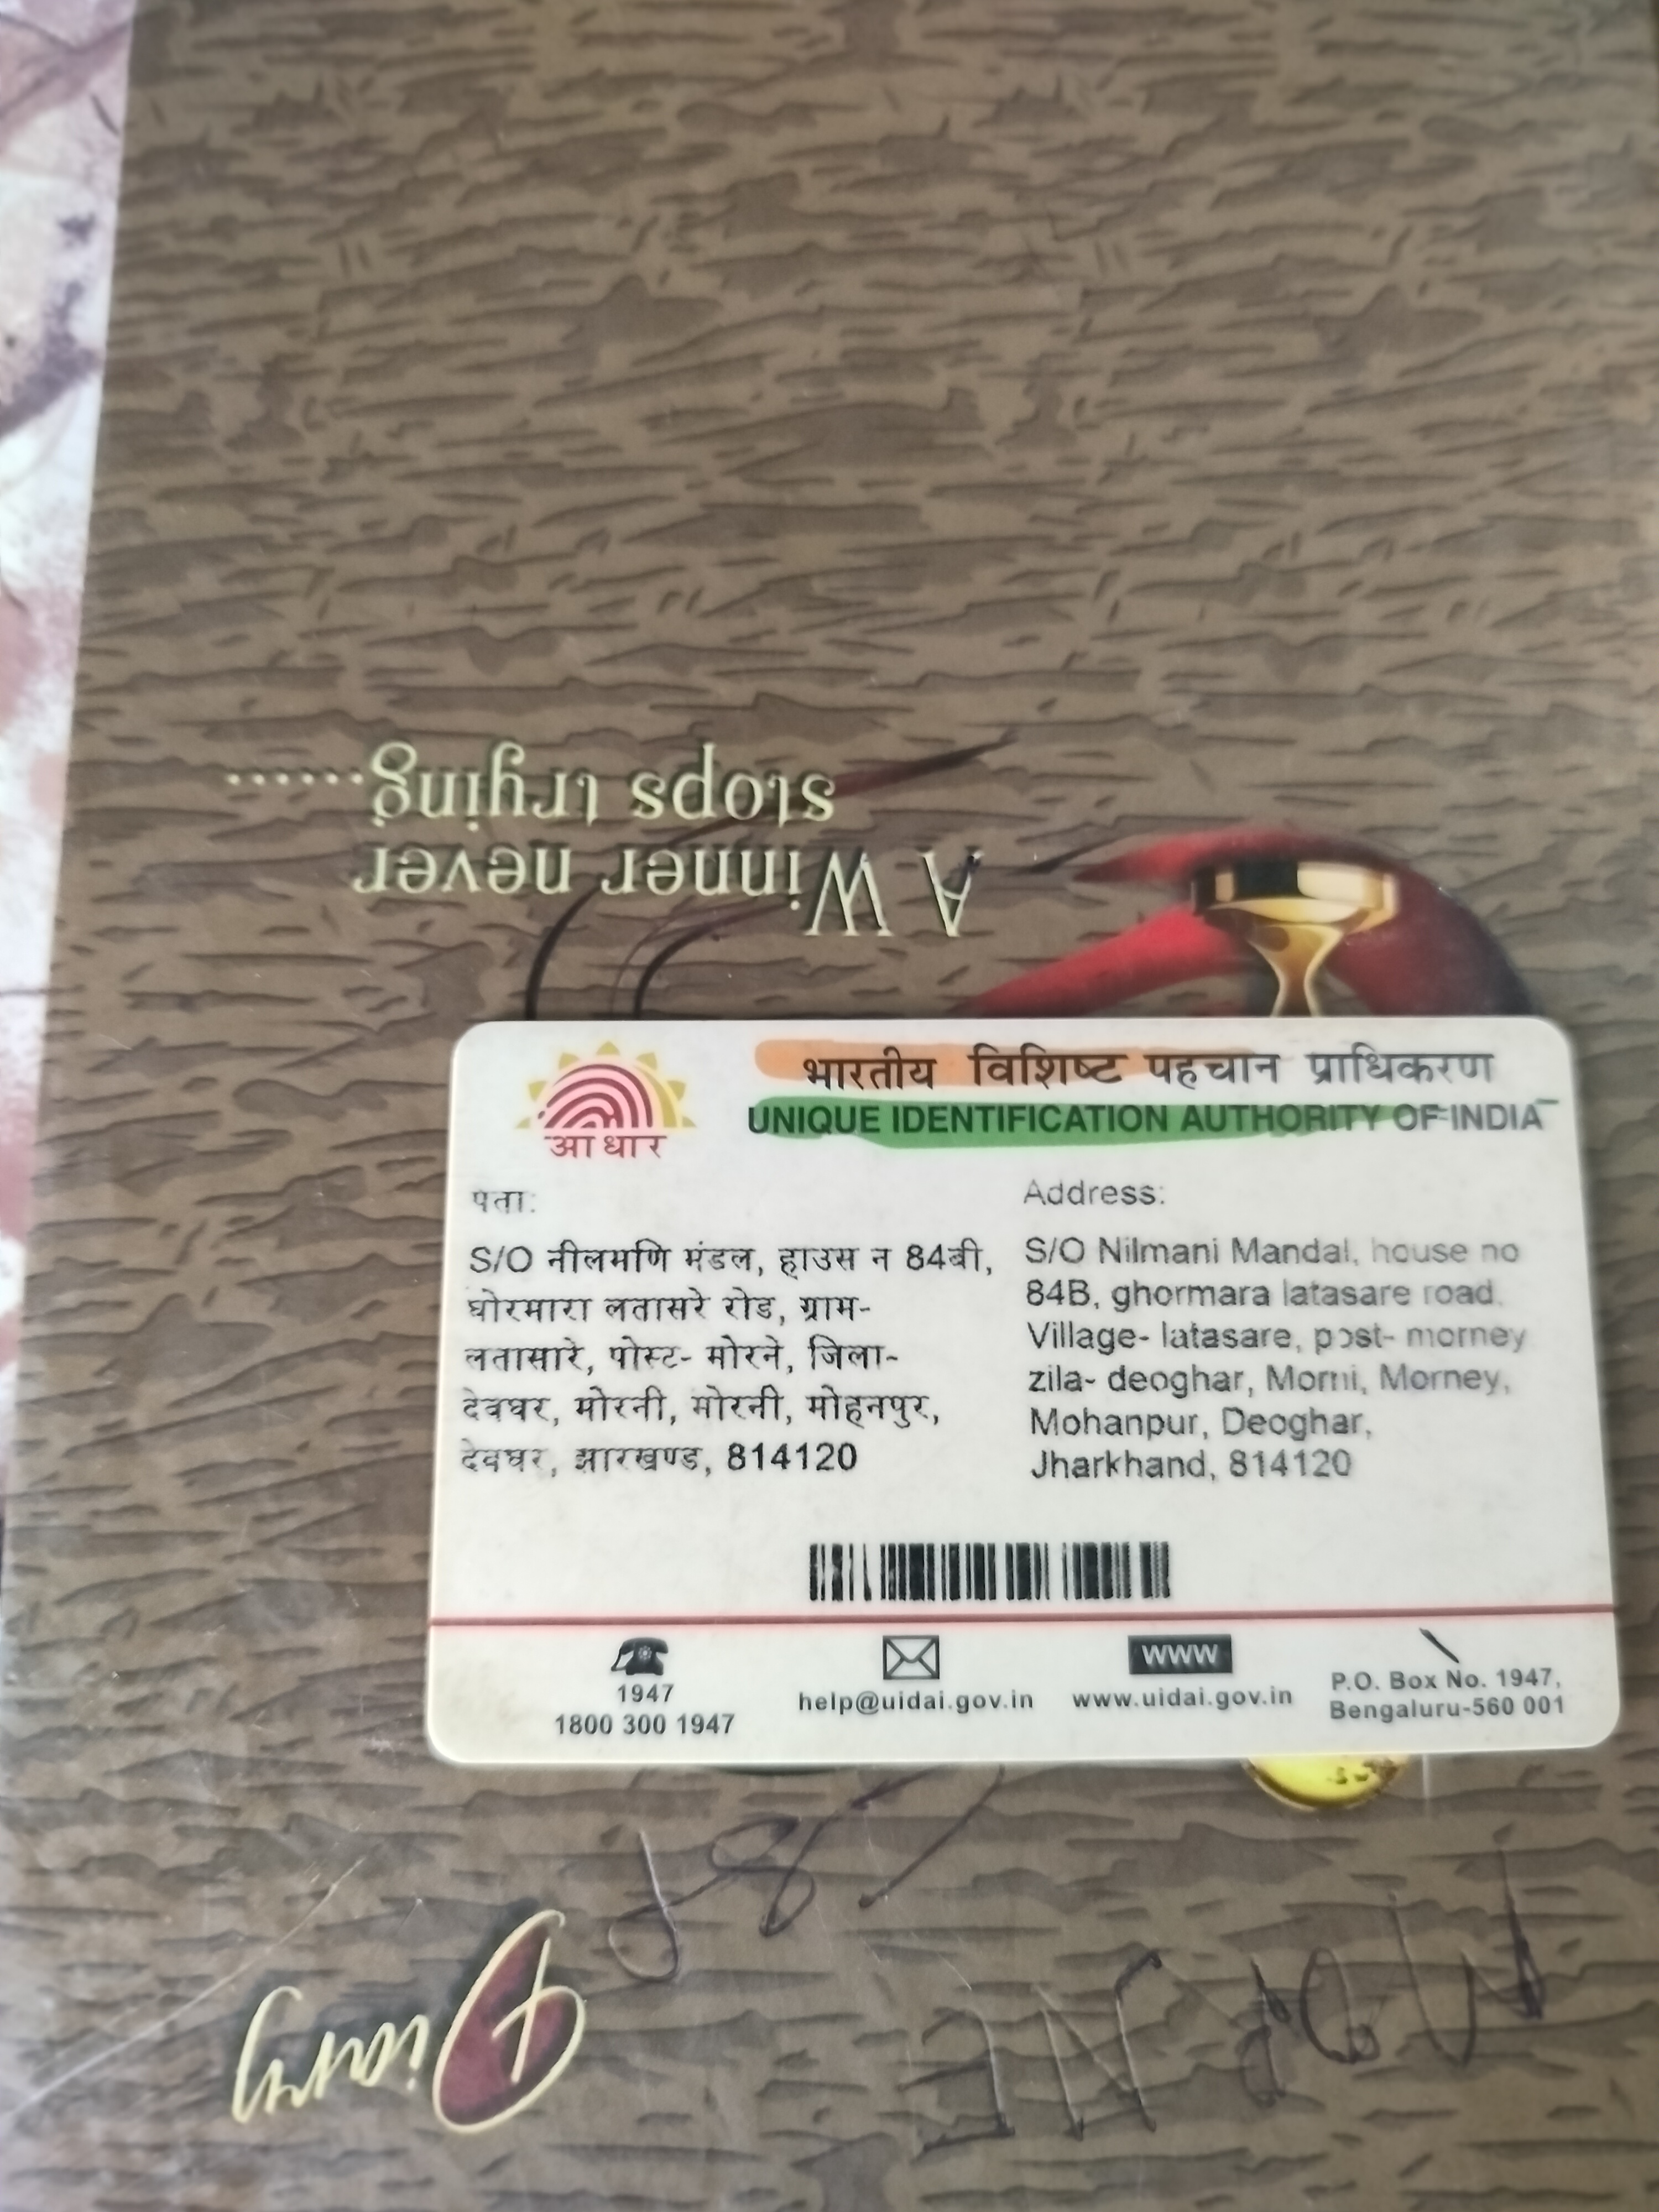 A Winner never
stops trying......
आधार
भारतीय विशिष्ट पहचान प्राधिकरण
UNIQUE IDENTIFICATION AUTHORITY OF INDIA
पता:
S/O नीलमणि मंडल, हाउस न 84बी,
घोरमारा लतासरे रोड, ग्राम-
लतासारे, पोस्ट- मोरने, जिला-
देवघर, मोरनी, मोरनी, मोहनपुर,
देवघर, झारखण्ड, 814120
Address:
S/O Nilmani Mandal, house no
84B, ghormara latasare road,
Village- latasare, post- morney
zila- deoghar, Morni, Morney,
Mohanpur, Deoghar,
Jharkhand, 814120
1947
1800 300 1947
help@uidai.gov.in
www
www.uidai.gov.in
P.O. Box No. 1947,
Bengaluru-560 001
Diary